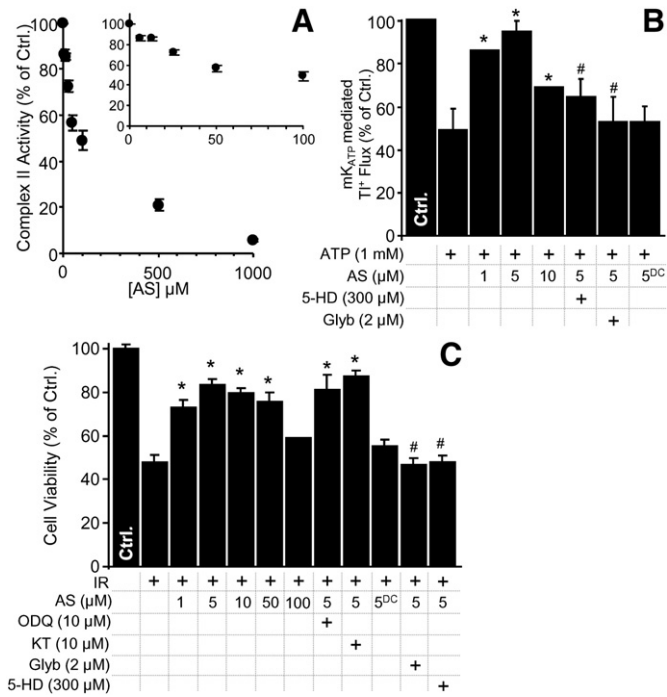 A
Complex II Activity (% of Ctrl.)
100
80
60
40
20
0
100
80
60
40
20
0
0 50 100
0 500 1000
[AS] µM
B
mKATP mediated
Tl+ Flux (% of Ctrl.)
100
80
60
40
20
0
Ctrl.
* * * # #
ATP (1 mM) + + + + + + +
AS (µM) 1 5 10 5 5 5DC
5-HD (300 µM) +
Glyb (2 µM) +
C
Cell Viability (% of Ctrl.)
100
80
60
40
20
0
Ctrl.
* * * * * * # #
IR + + + + + + + + + + +
AS (µM) 1 5 10 50 100 5 5 5DC 5 5
ODQ (10 µM) +
KT (10 µM) +
Glyb (2 µM) +
5-HD (300 µM) +